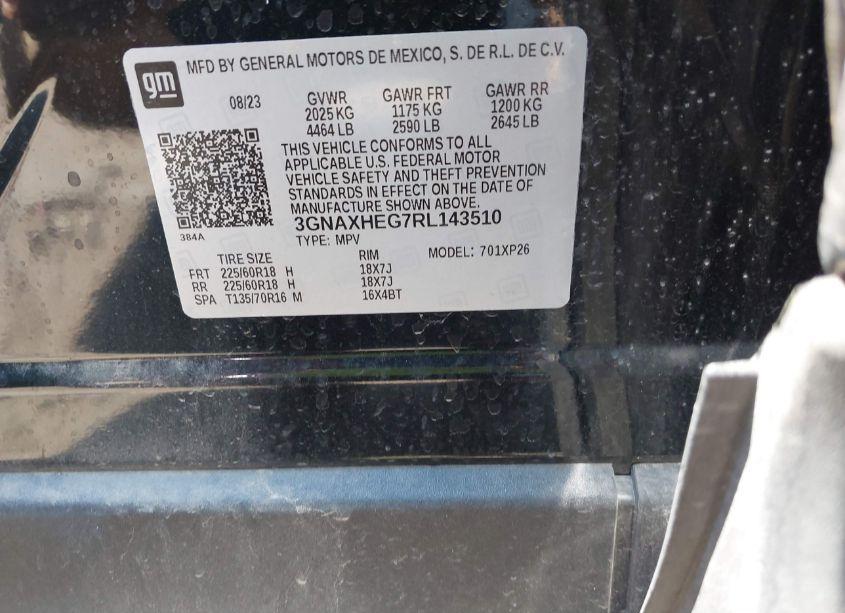 gm
MFD BY GENERAL MOTORS DE MEXICO, S. DE R.L. DE C.V.
08/23 GVWR GAWR FRT GAWR RR
2025 KG 1175 KG 1200 KG
4464 LB 2590 LB 2645 LB
THIS VEHICLE CONFORMS TO ALL
APPLICABLE U.S. FEDERAL MOTOR
VEHICLE SAFETY AND THEFT PREVENTION
STANDARDS IN EFFECT ON THE DATE OF
MANUFACTURE SHOWN ABOVE.
384A
3GNAXHEG7RL143510
TYPE: MPV MODEL: 701XP26
TIRE SIZE RIM
FRT 225/60R18 H 18X7J
RR 225/60R18 H 18X7J
SPA T135/70R16 M 16X4BT